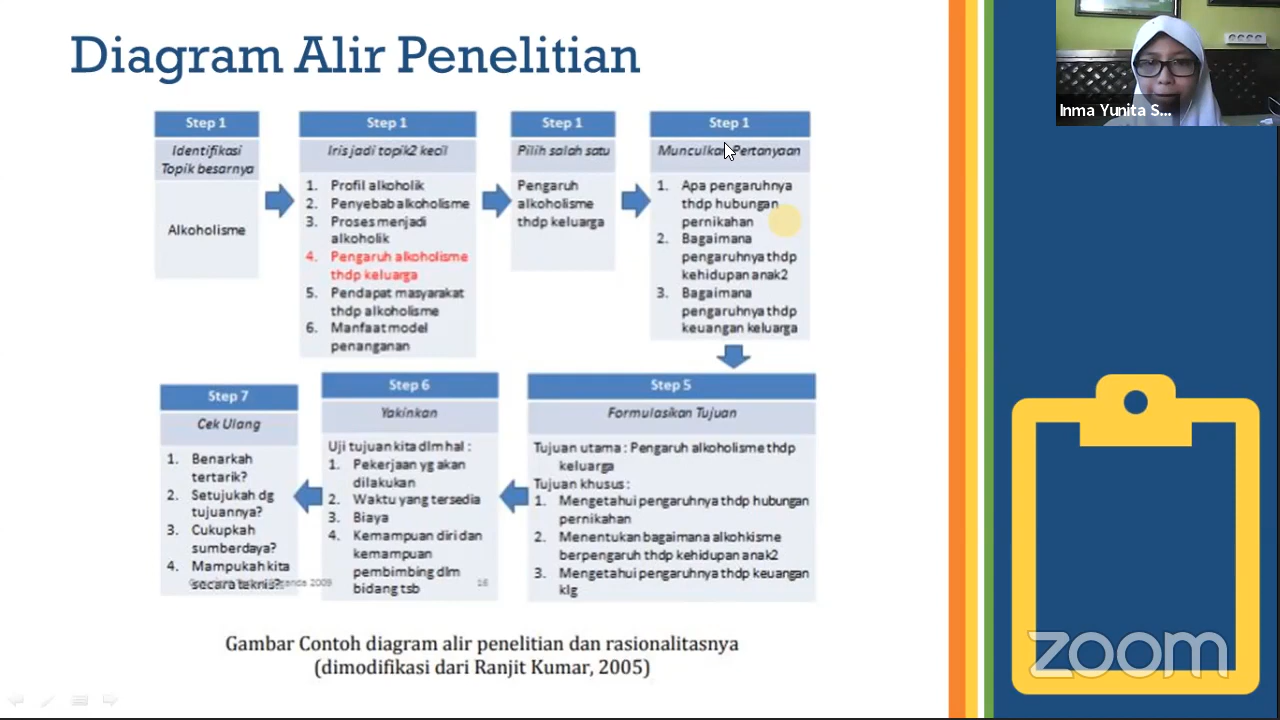 Diagram Alir Penelitian
Inma Yunita S...
Step 1
Identifikasi
Topik besarnya
Alkoholisme
Step 1
Iris jadi topik2 kecil
1. Profil alkoholik
2. Penyebab alkoholisme
3. Proses menjadi
alkoholik
4. Pengaruh alkoholisme
thdp keluarga
5. Pendapat masyarakat
thdp alkoholisme
6. Manfaat model
penanganan
Step 1
Pilih salah satu
Pengaruh
alkoholisme
thdp keluarga
Step 1
Munculkan Pertanyaan
1. Apa pengaruhnya
thdp hubungan
pernikahan
2. Bagaimana
pengaruhnya thdp
kehidupan anak2
3. Bagaimana
pengaruhnya thdp
keuangan keluarga
Step 5
Formulasikan Tujuan
Tujuan utama : Pengaruh alkoholisme thdp
keluarga
Tujuan khusus :
1. Mengetahui pengaruhnya thdp hubungan
pernikahan
2. Menentukan bagaimana alkohkisme
berpengaruh thdp kehidupan anak2
3. Mengetahui pengaruhnya thdp keuangan
klg
Step 6
Yakinkan
Uji tujuan kita dlm hal :
1. Pekerjaan yg akan
dilakukan
2. Waktu yang tersedia
3. Biaya
4. Kemampuan diri dan
kemampuan
pembimbing dlm
bidang tsb
Step 7
Cek Ulang
1. Benarkah
tertarik?
2. Setujukah dg
tujuannya?
3. Cukupkah
sumberdaya?
4. Mampukah kita
secara teknis?
2009
16
Gambar Contoh diagram alir penelitian dan rasionalitasnya
(dimodifikasi dari Ranjit Kumar, 2005)
zoom